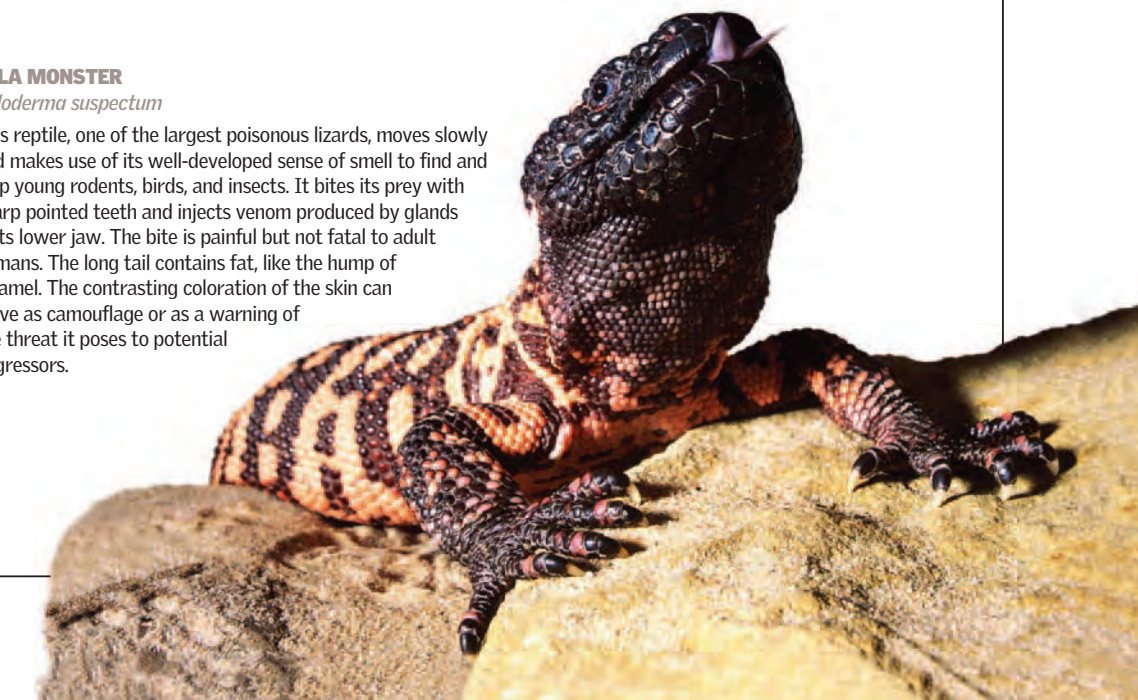 LA MONSTER
loderma suspectum
s reptile, one of the largest poisonous lizards, moves slowly
d makes use of its well-developed sense of smell to find and
p young rodents, birds, and insects. It bites its prey with
arp pointed teeth and injects venom produced by glands
ts lower jaw. The bite is painful but not fatal to adult
mans. The long tail contains fat, like the hump of
amel. The contrasting coloration of the skin can
ve as camouflage or as a warning of
e threat it poses to potential
gressors.